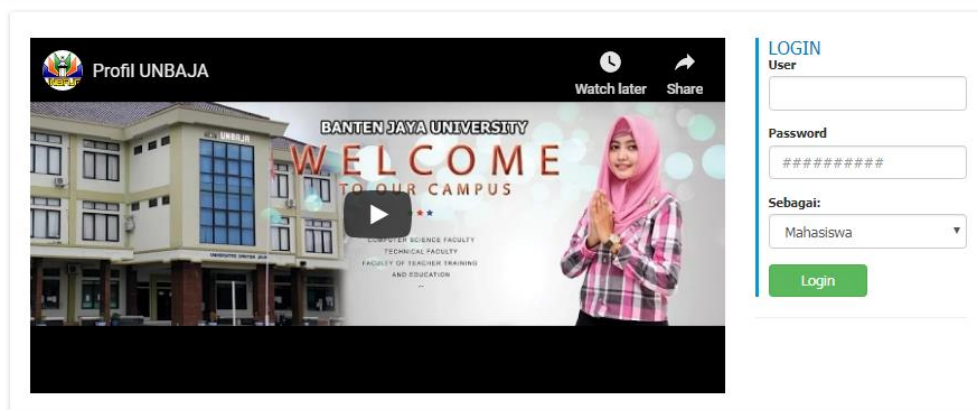 Profil UNBAJA
Watch later
Share
UNBAJA
BANTEN JAYA UNIVERSITY
WELCOME
TO OUR CAMPUS
COMPUTER SCIENCE FACULTY
TECHNICAL FACULTY
FACULTY OF TEACHER TRAINING
AND EDUCATION
LOGIN
User
Password
##########
Sebagai:
Mahasiswa
Login